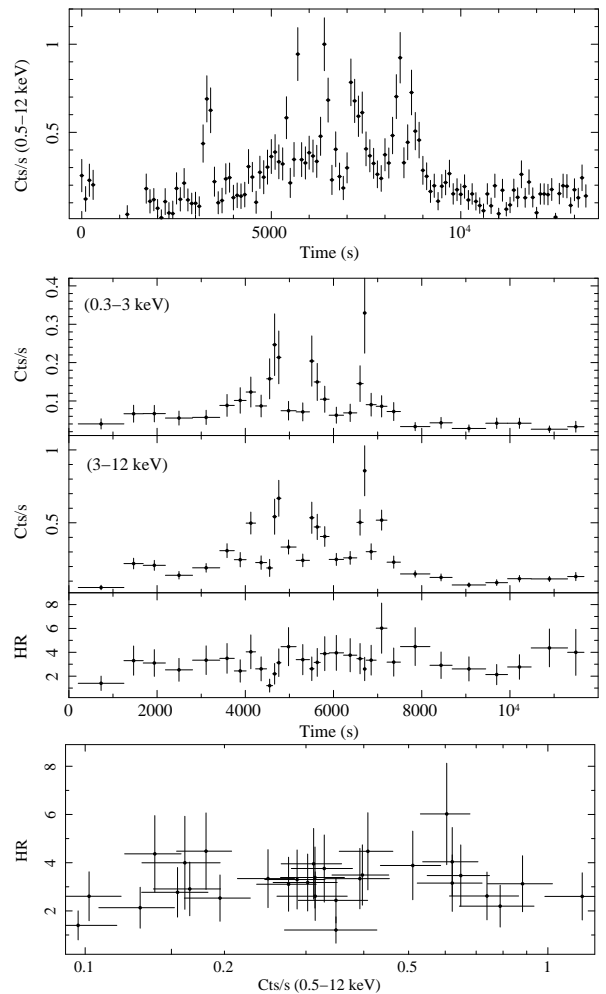 1
0.5
Cts/s (0.5−12 keV)
0 5000 10⁴
Time (s)
(0.3−3 keV)
0.4
0.3
0.2
0.1
Cts/s
(3−12 keV)
1
0.5
Cts/s
8
6
4
2
HR
0 2000 4000 6000 8000 10⁴
Time (s)
8
6
4
2
HR
0.1 0.2 0.5 1
Cts/s (0.5−12 keV)